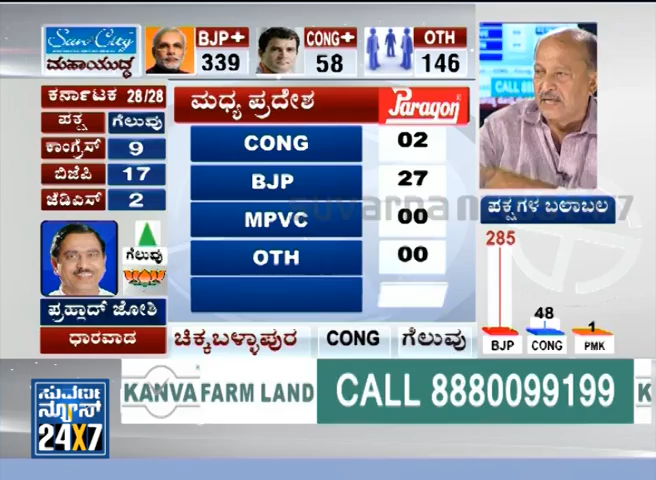 Sun City
ಮಹಾಯುದ್ಧ
BJP+
339
CONG+
58
OTH
146
CALL 88
ಕರ್ನಾಟಕ 28/28
ಪಕ್ಷ ಗೆಲುವು
ಕಾಂಗ್ರೆಸ್ 9
ಬಿಜೆಪಿ 17
ಜೆಡಿಎಸ್ 2
ಮಧ್ಯ ಪ್ರದೇಶ
Paragon
CONG 02
BJP 27
MPVC 00
OTH 00
ಗೆಲುವು
ಪ್ರಹ್ಲಾದ್ ಜೋಶಿ
ಧಾರವಾಡ
ಚಿಕ್ಕಬಳ್ಳಾಪುರ CONG ಗೆಲುವು
ಪಕ್ಷಗಳ ಬಲಾಬಲ
285
48
1
BJP CONG PMK
KANVA FARM LAND
CALL 8880099199
K
ಸುವರ್ಣ
ನ್ಯೂಸ್
24X7